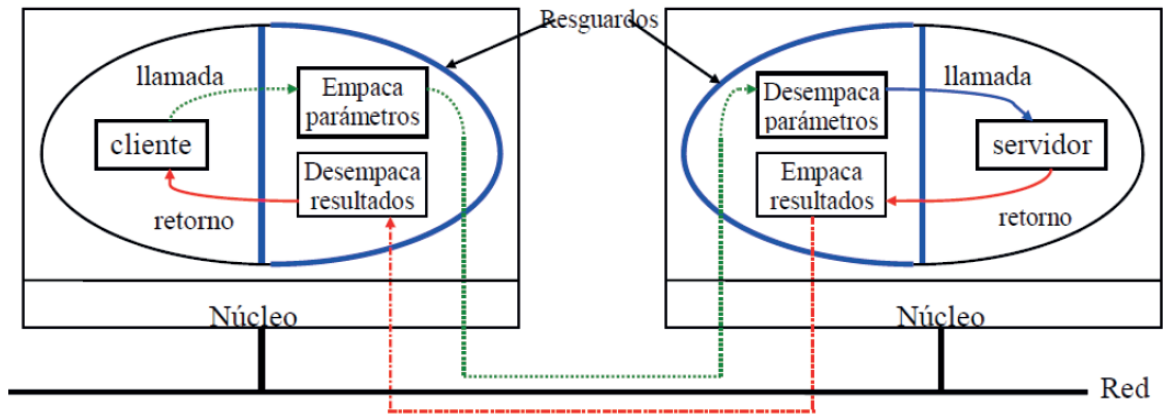 Resguardos
llamada
Empaca
parámetros
cliente
Desempaca
resultados
retorno
Núcleo
Desempaca
parámetros
llamada
servidor
Empaca
resultados
retorno
Núcleo
Red